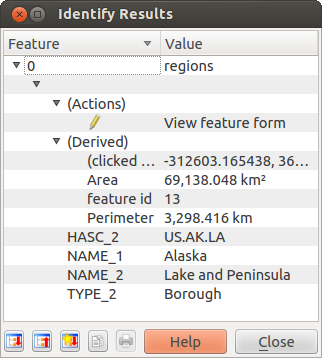 Identify Results
Feature Value
0 regions
(Actions)
View feature form
(Derived)
(clicked ... -312603.165438, 36...
Area 69,138.048 km²
feature id 13
Perimeter 3,298.416 km
HASC_2 US.AK.LA
NAME_1 Alaska
NAME_2 Lake and Peninsula
TYPE_2 Borough
Help Close